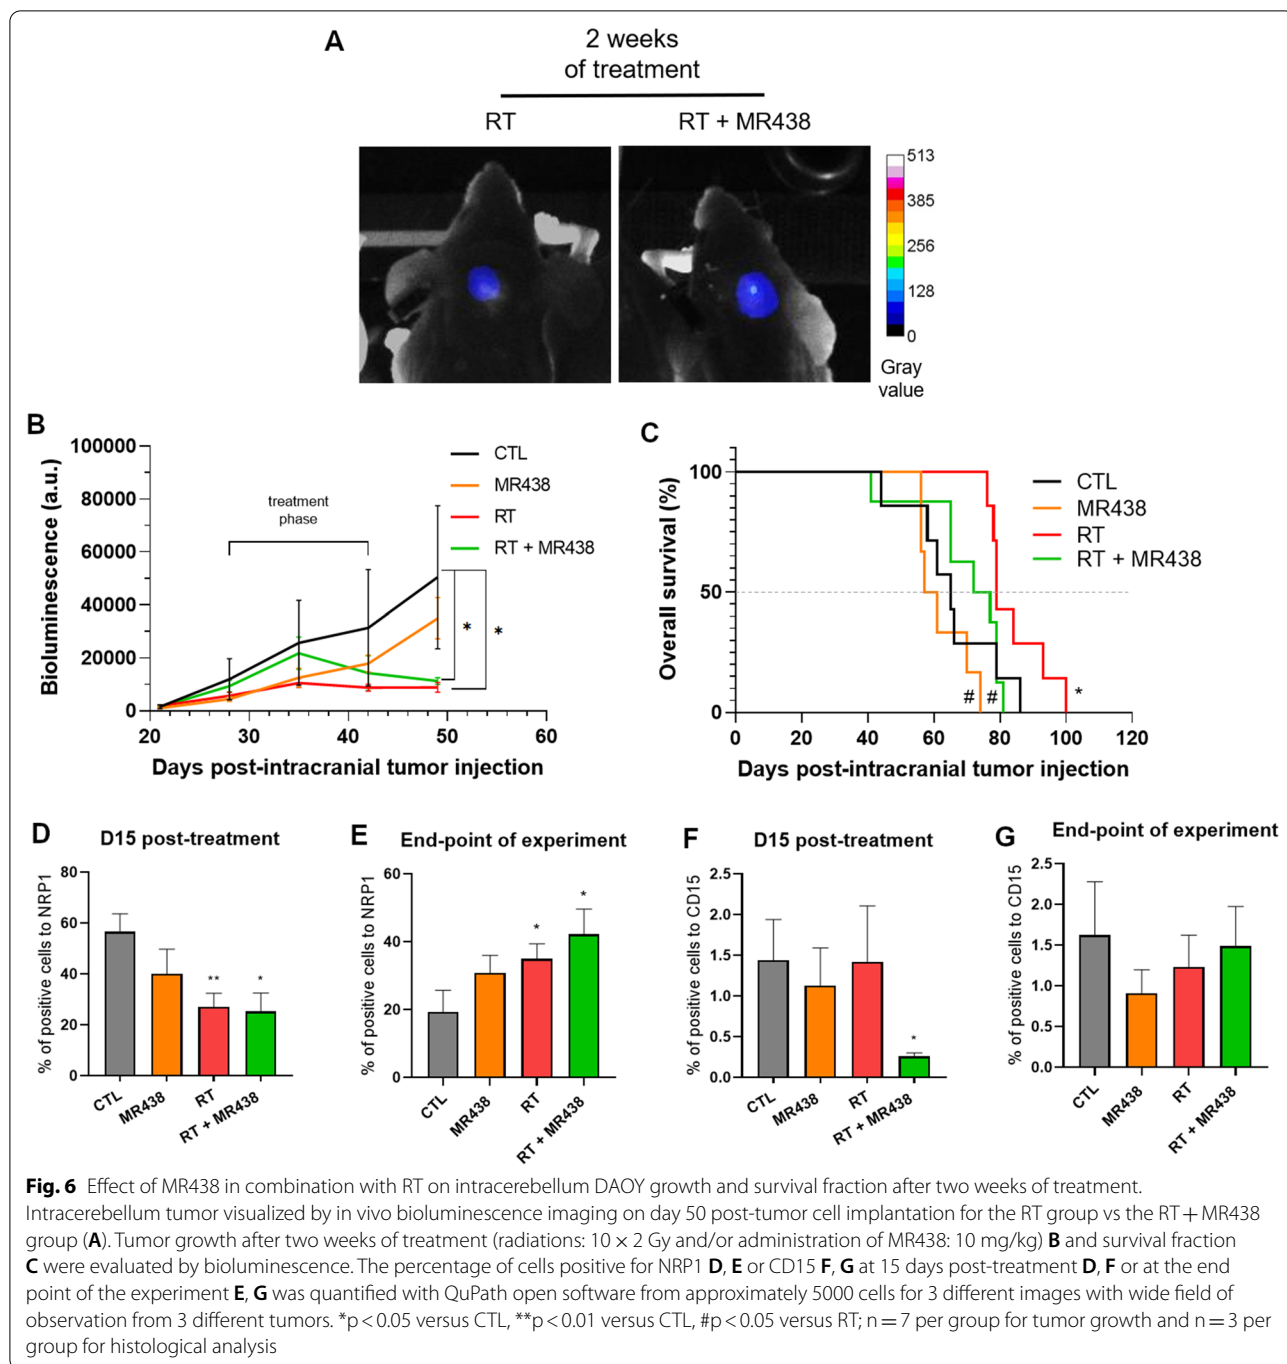 A
2 weeks
of treatment
RT
RT + MR438
513
385
256
128
0
Gray
value
B
100000
80000
60000
40000
20000
0
Bioluminescence (a.u.)
treatment
phase
CTL
MR438
RT
RT + MR438
*
*
20
30
40
50
60
Days post-intracranial tumor injection
C
100
50
0
Overall survival (%)
CTL
MR438
RT
RT + MR438
# #
*
0
20
40
60
80
100
120
Days post-intracranial tumor injection
D
D15 post-treatment
% of positive cells to NRP1
80
60
40
20
0
**
*
CTL
MR438
RT
RT + MR438
E
End-point of experiment
% of positive cells to NRP1
60
40
20
0
*
*
CTL
MR438
RT
RT + MR438
F
D15 post-treatment
% of positive cells to CD15
2.5
2.0
1.5
1.0
0.5
0.0
*
CTL
MR438
RT
RT + MR438
G
End-point of experiment
% of positive cells to CD15
2.5
2.0
1.5
1.0
0.5
0.0
CTL
MR438
RT
RT + MR438
Fig. 6 Effect of MR438 in combination with RT on intracerebellum DAOY growth and survival fraction after two weeks of treatment.
Intracerebellum tumor visualized by in vivo bioluminescence imaging on day 50 post-tumor cell implantation for the RT group vs the RT + MR438
group (A). Tumor growth after two weeks of treatment (radiations: 10 × 2 Gy and/or administration of MR438: 10 mg/kg) B and survival fraction
C were evaluated by bioluminescence. The percentage of cells positive for NRP1 D, E or CD15 F, G at 15 days post-treatment D, F or at the end
point of the experiment E, G was quantified with QuPath open software from approximately 5000 cells for 3 different images with wide field of
observation from 3 different tumors. *p < 0.05 versus CTL, **p < 0.01 versus CTL, #p < 0.05 versus RT; n = 7 per group for tumor growth and n = 3 per
group for histological analysis